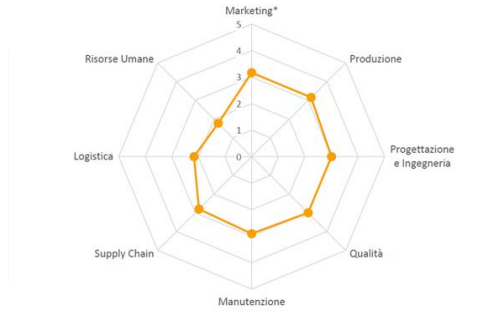 Marketing*
5
4
3
2
1
0
Produzione
Progettazione
e Ingegneria
Qualità
Manutenzione
Supply Chain
Logistica
Risorse Umane